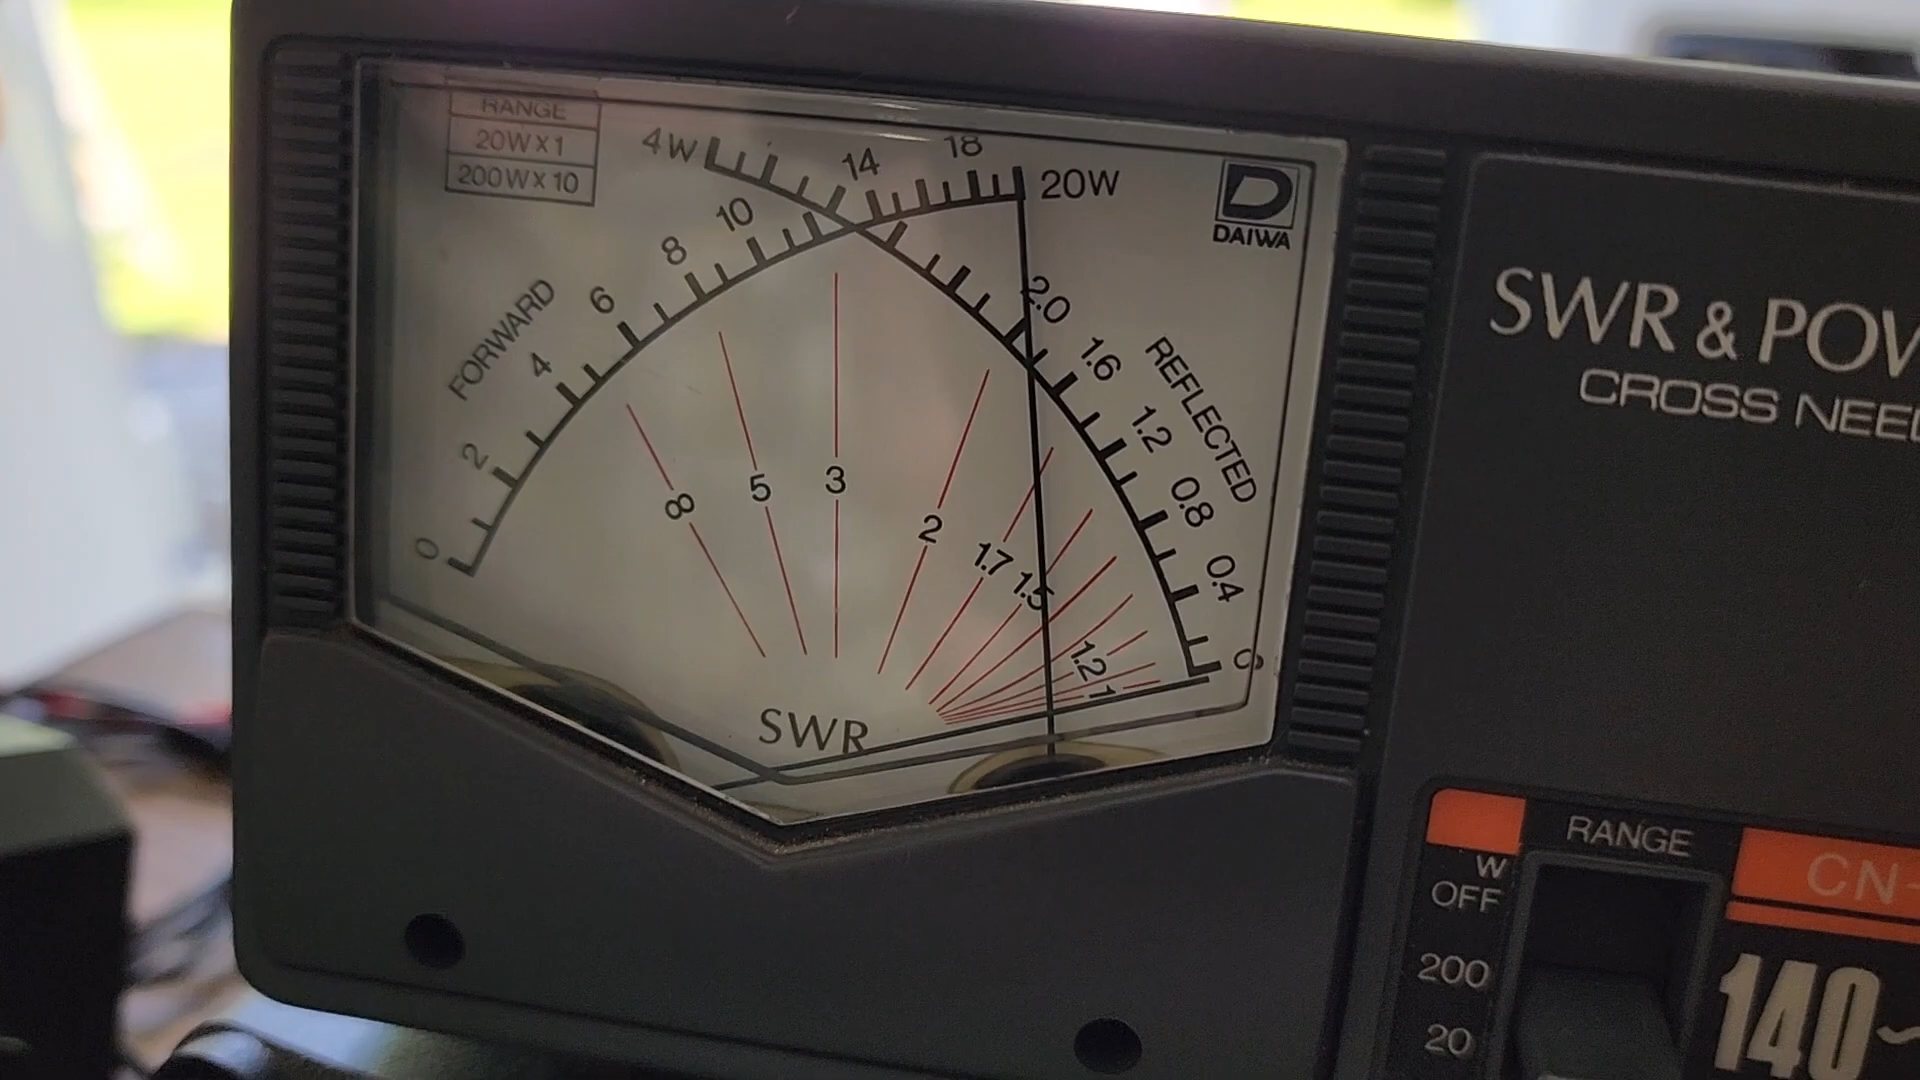 RANGE
20W X 1
200W X 10
4W 14 18 20W
10
8
6
4
2
0
FORWARD
2.0
1.6
1.2
0.8
0.4
0
REFLECTED
DAIWA
∞ 5 3 2 1.7 1.5 1.2 1
SWR
SWR & POW
CROSS NEE
RANGE
W
OFF
200
20
CN-
140~